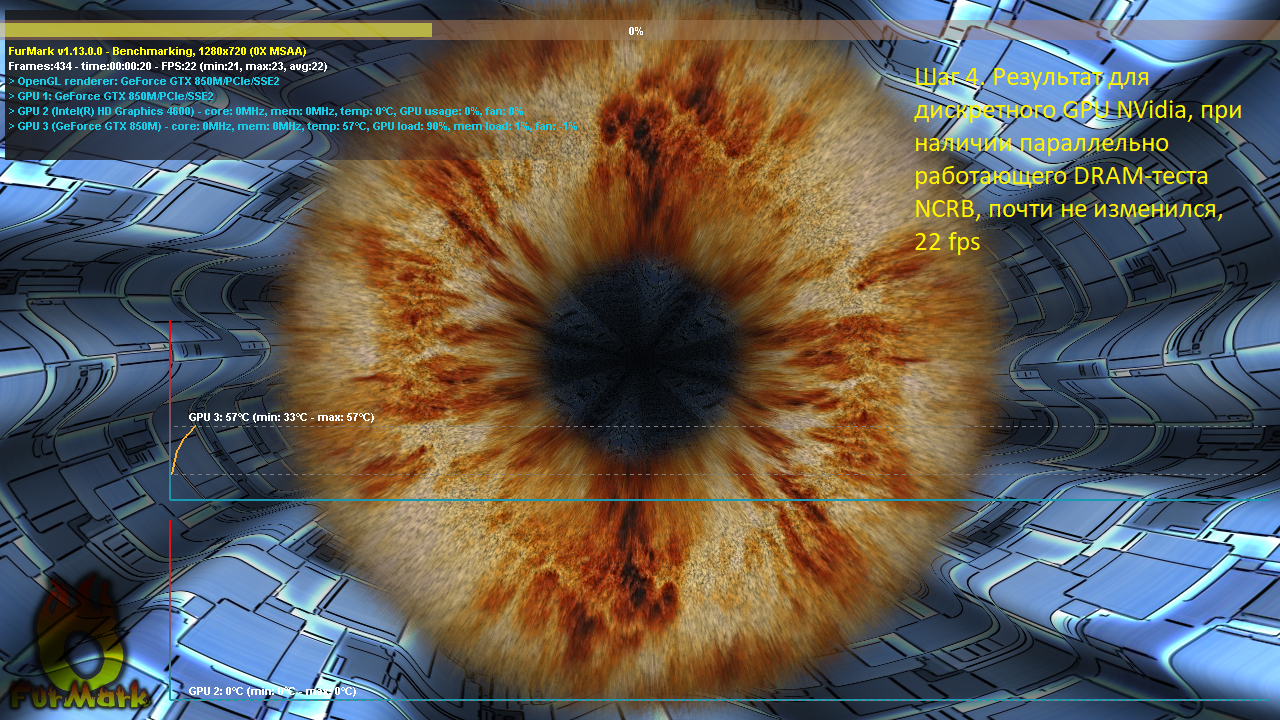 0%
FurMark v1.13.0.0 - Benchmarking, 1280x720 (0X MSAA)
Frames:434 - time:00:00:20 - FPS:22 (min:21, max:23, avg:22)
> OpenGL renderer: GeForce GTX 850M/PCIe/SSE2
> GPU 1: GeForce GTX 850M/PCIe/SSE2
> GPU 2 (Intel(R) HD Graphics 4600) - core: 0MHz, mem: 0MHz, temp: 0°C, GPU usage: 0%, fan: 0%
> GPU 3 (GeForce GTX 850M) - core: 0MHz, mem: 0MHz, temp: 57°C, GPU load: 90%, mem load: 1%, fan: -1%
Шаг 4. Результат для
дискретного GPU NVidia, при
наличии параллельно
работающего DRAM-теста
NCRB, почти не изменился,
22 fps
GPU 3: 57°C (min: 33°C - max: 57°C)
GPU 2: 0°C (min: 0°C - max: 0°C)
FurMark